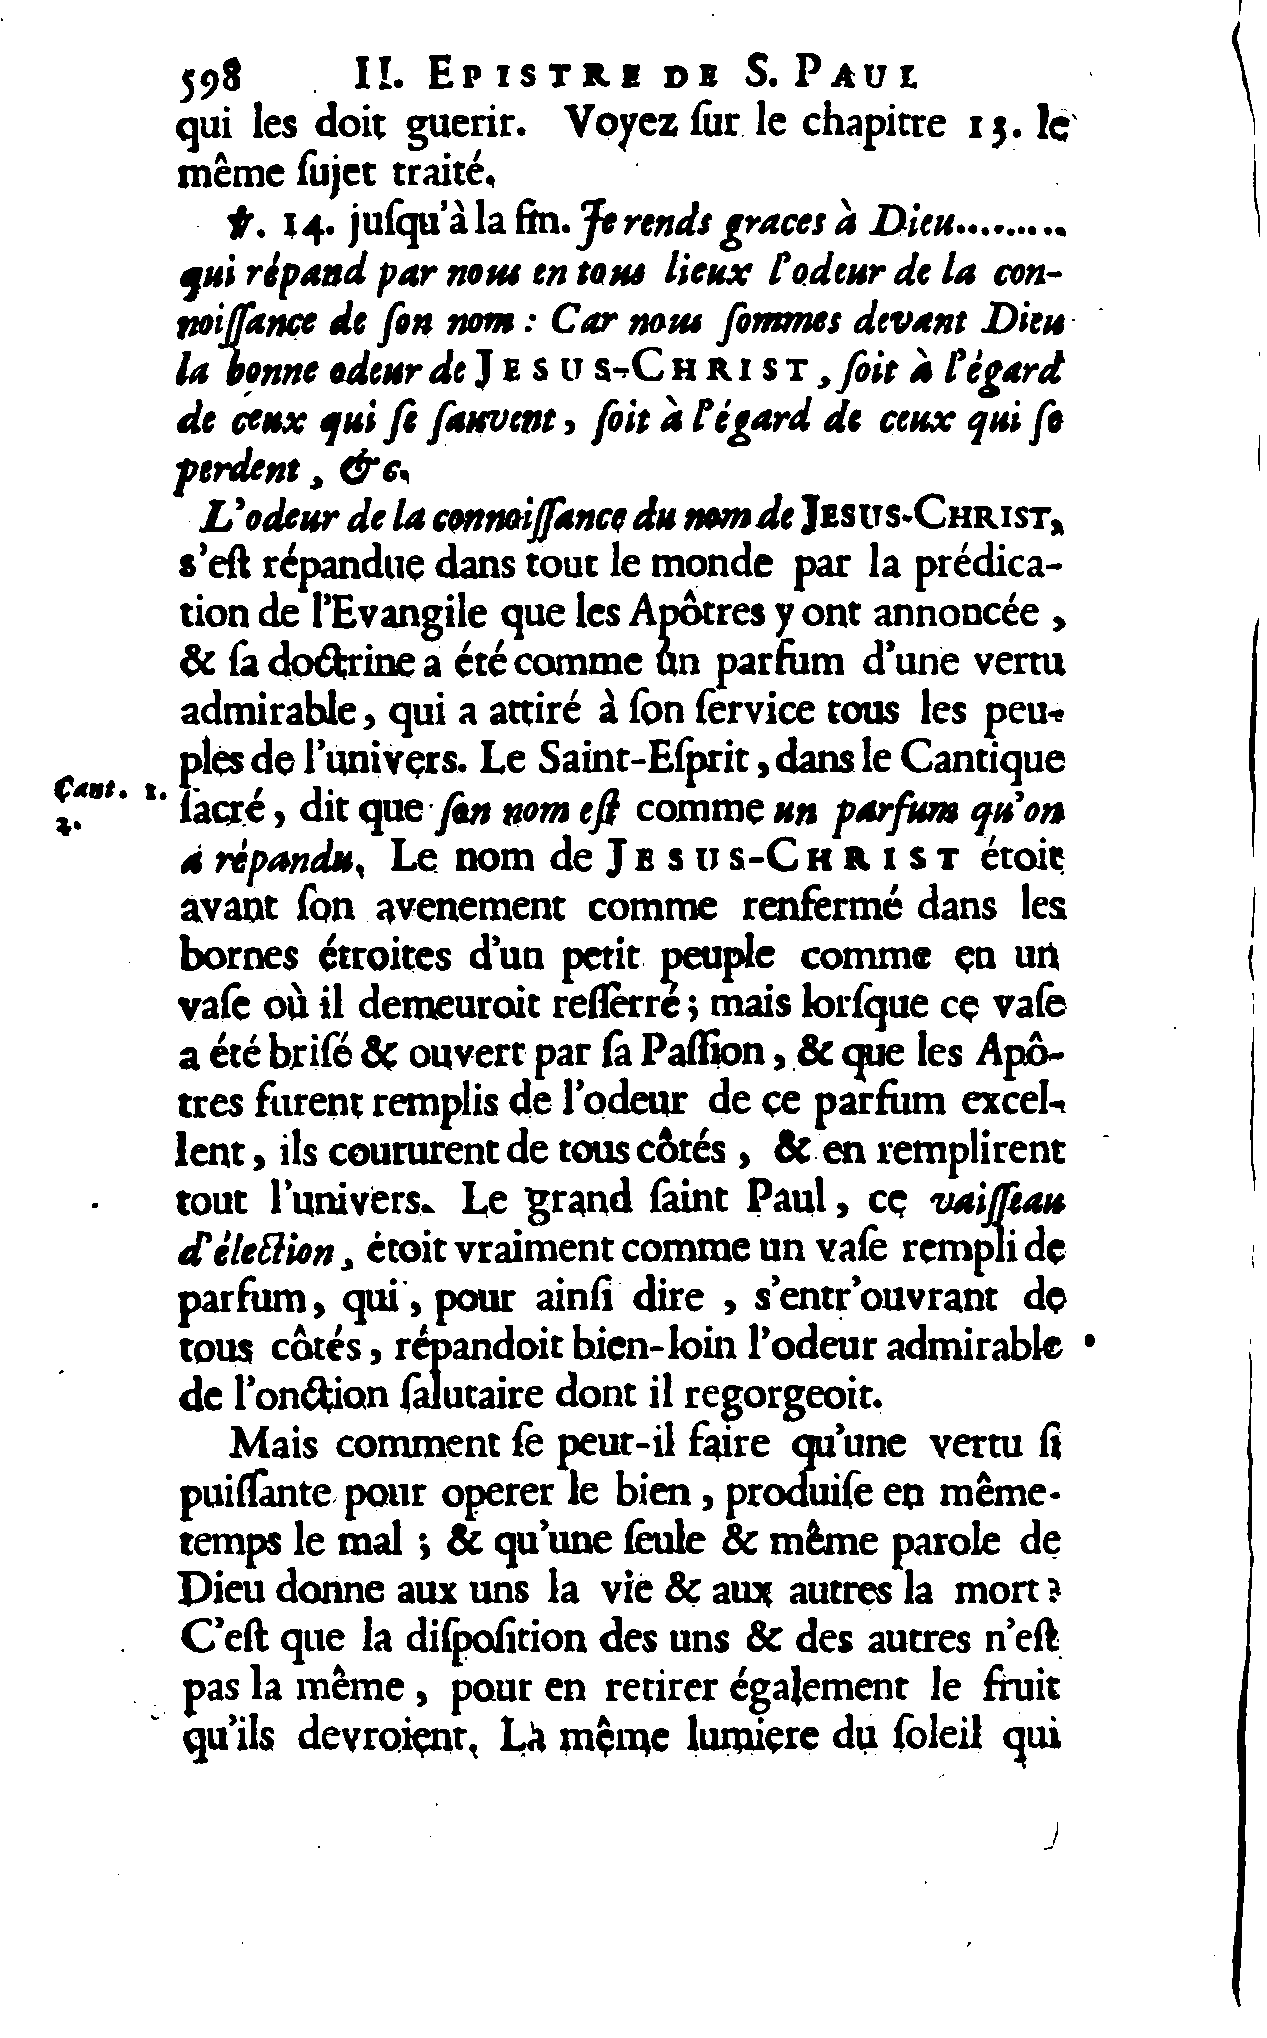 598 II. EPISTRE DE S. PAUL
qui les doit guerir. Voyez ſur le chapitre 13. le
même ſujet traité.
℣. 14. juſqu'à la fin. Je rends graces à Dieu.........
qui répand par nous en tous lieux l'odeur de la con-
noiſſance de ſon nom : Car nous ſommes devant Dieu
la bonne odeur de JESUS-CHRIST, ſoit à l'égard
de ceux qui ſe ſauvent, ſoit à l'égard de ceux qui ſe
perdent, &c.
L'odeur de la connoiſſance du nom de JESUS-CHRIST,
s'eſt répandue dans tout le monde par la prédica-
tion de l'Evangile que les Apôtres y ont annoncée,
& ſa doctrine a été comme un parfum d'une vertu
admirable, qui a attiré à ſon ſervice tous les peu-
ples de l'univers. Le Saint-Eſprit, dans le Cantique
Cant. 1. 2.
ſacré, dit que ſon nom eſt comme un parfum qu'on
a répandu. Le nom de JESUS-CHRIST étoit
avant ſon avenement comme renfermé dans les
bornes étroites d'un petit peuple comme en un
vaſe où il demeuroit reſſerré; mais lorſque ce vaſe
a été briſé & ouvert par ſa Paſſion, & que les Apô-
tres furent remplis de l'odeur de ce parfum excel-
lent, ils coururent de tous côtés, & en remplirent
tout l'univers. Le grand ſaint Paul, ce vaiſſeau
d'élection, étoit vraiment comme un vaſe rempli de
parfum, qui, pour ainſi dire, s'entr'ouvrant de
tous côtés, répandoit bien-loin l'odeur admirable
de l'onction ſalutaire dont il regorgeoit.
Mais comment ſe peut-il faire qu'une vertu ſi
puiſſante pour operer le bien, produiſe en même-
temps le mal ; & qu'une ſeule & même parole de
Dieu donne aux uns la vie & aux autres la mort ?
C'eſt que la diſpoſition des uns & des autres n'eſt
pas la même, pour en retirer également le fruit
qu'ils devroient. La même lumiere du ſoleil qui